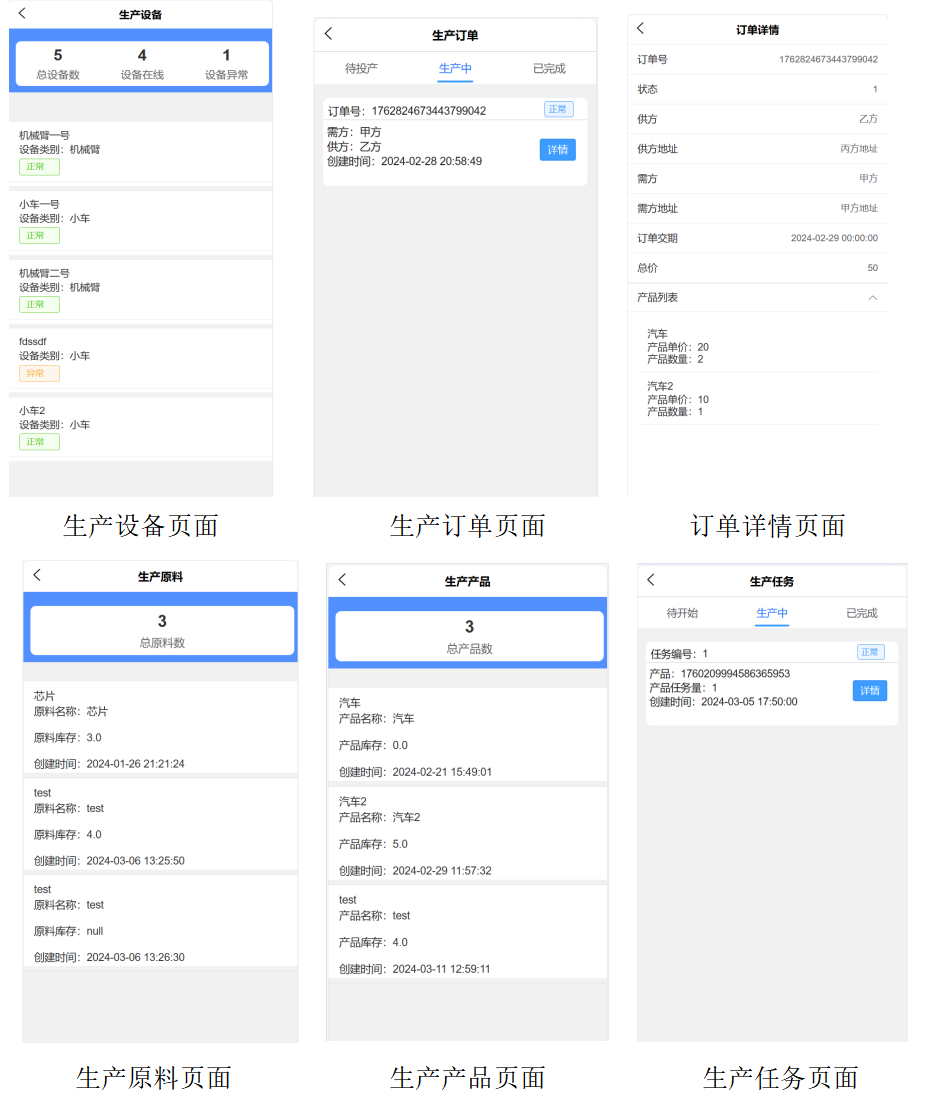 生产设备
5 4 1
总设备数 设备在线 设备异常
机械臂一号
设备类别：机械臂
正常
小车一号
设备类别：小车
正常
机械臂二号
设备类别：机械臂
正常
fdssdf
设备类别：小车
异常
小车2
设备类别：小车
正常
生产设备页面
生产订单
待投产 生产中 已完成
订单号：1762824673443799042 正常
需方：甲方
供方：乙方
创建时间：2024-02-28 20:58:49
详情
生产订单页面
订单详情
订单号 1762824673443799042
状态 1
供方 乙方
供方地址 丙方地址
需方 甲方
需方地址 甲方地址
订单交期 2024-02-29 00:00:00
总价 50
产品列表
汽车
产品单价：20
产品数量：2
汽车2
产品单价：10
产品数量：1
订单详情页面
生产原料
3
总原料数
芯片
原料名称：芯片
原料库存：3.0
创建时间：2024-01-26 21:21:24
test
原料名称：test
原料库存：4.0
创建时间：2024-03-06 13:25:50
test
原料名称：test
原料库存：null
创建时间：2024-03-06 13:26:30
生产原料页面
生产产品
3
总产品数
汽车
产品名称：汽车
产品库存：0.0
创建时间：2024-02-21 15:49:01
汽车2
产品名称：汽车2
产品库存：5.0
创建时间：2024-02-29 11:57:32
test
产品名称：test
产品库存：4.0
创建时间：2024-03-11 12:59:11
生产产品页面
生产任务
待开始 生产中 已完成
任务编号：1 正常
产品：1760209994586365953
产品任务量：1
创建时间：2024-03-05 17:50:00
详情
生产任务页面